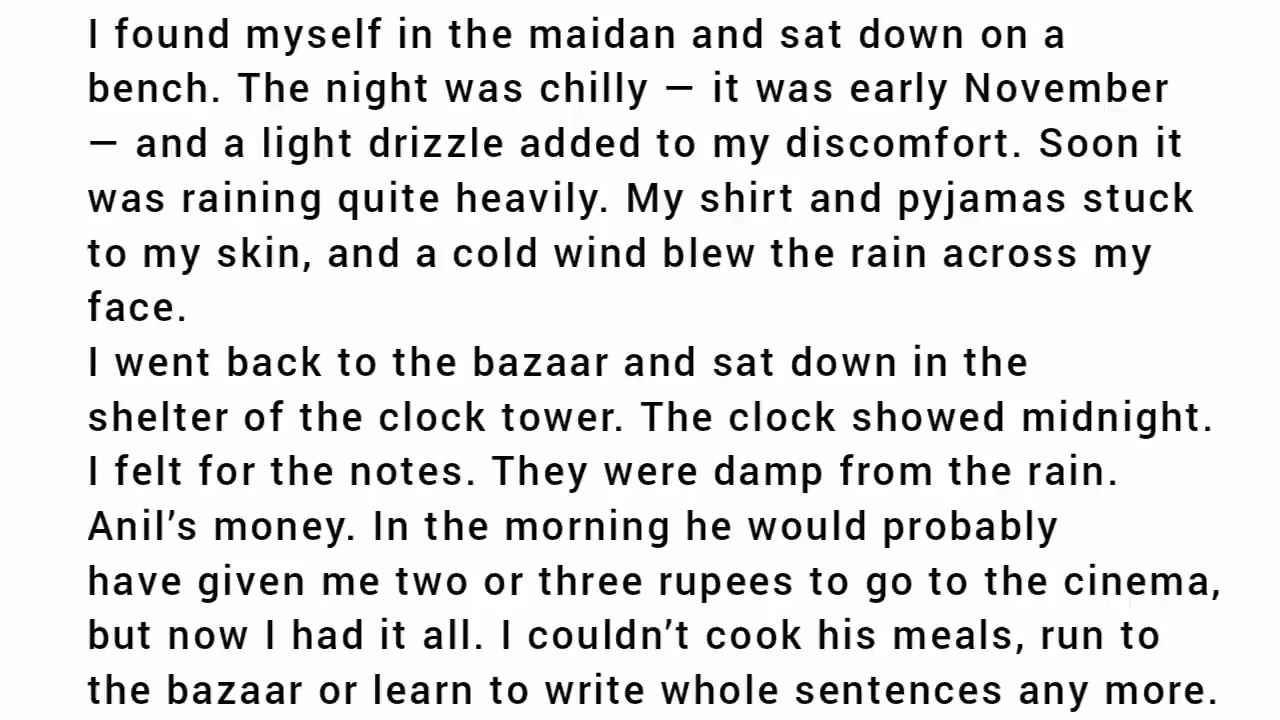 I found myself in the maidan and sat down on a
bench. The night was chilly — it was early November
— and a light drizzle added to my discomfort. Soon it
was raining quite heavily. My shirt and pyjamas stuck
to my skin, and a cold wind blew the rain across my
face.
I went back to the bazaar and sat down in the
shelter of the clock tower. The clock showed midnight.
I felt for the notes. They were damp from the rain.
Anil’s money. In the morning he would probably
have given me two or three rupees to go to the cinema,
but now I had it all. I couldn’t cook his meals, run to
the bazaar or learn to write whole sentences any more.